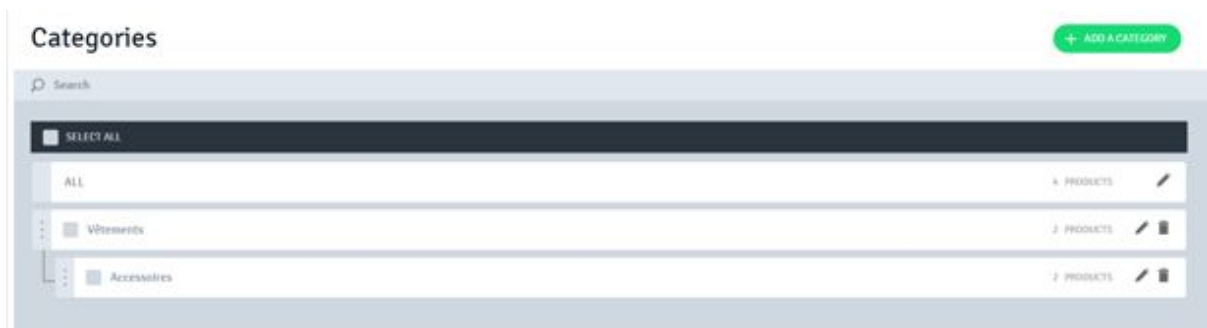 Categories
+ ADD A CATEGORY
Search
SELECT ALL
ALL
4 PRODUCTS
Vêtements
2 PRODUCTS
Accessoires
2 PRODUCTS